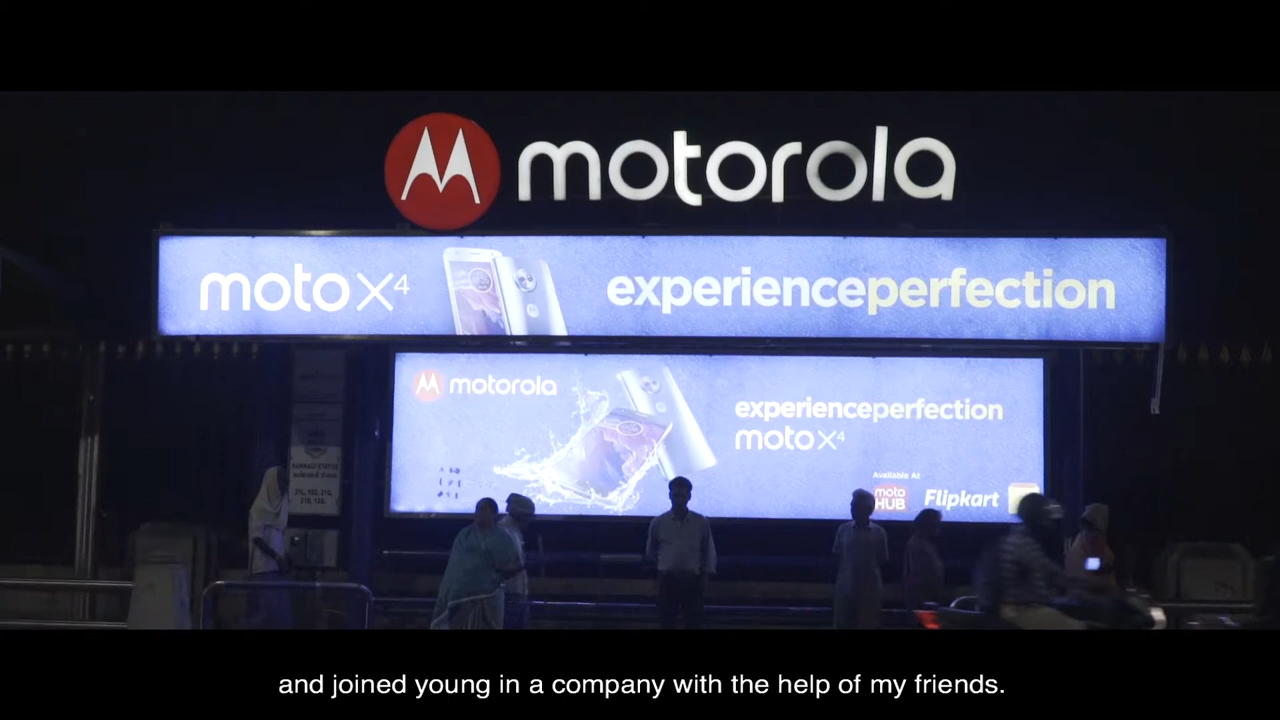 motorola
moto x4
experienceperfection
motorola
experienceperfection
moto x4
Available At
moto
HUB
Flipkart
and joined young in a company with the help of my friends.